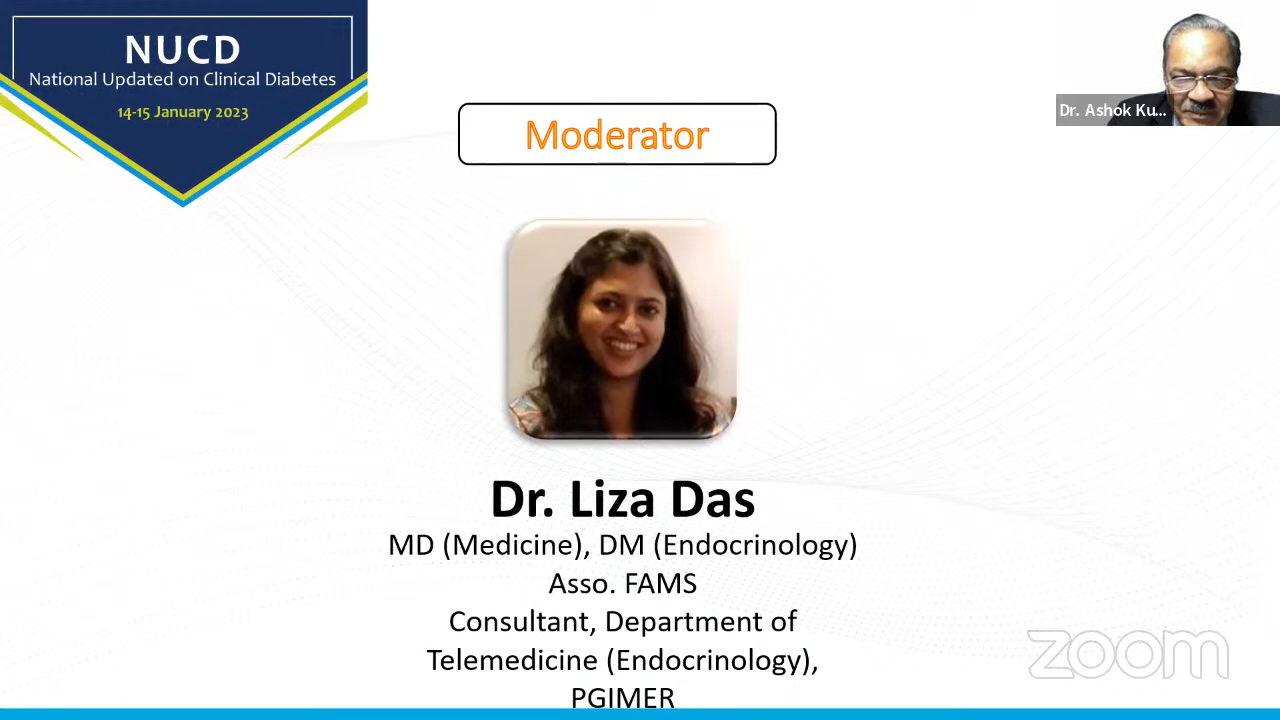 NUCD
National Updated on Clinical Diabetes
14-15 January 2023
Dr. Ashok Ku...
Moderator
Dr. Liza Das
MD (Medicine), DM (Endocrinology)
Asso. FAMS
Consultant, Department of
Telemedicine (Endocrinology),
PGIMER
zoom